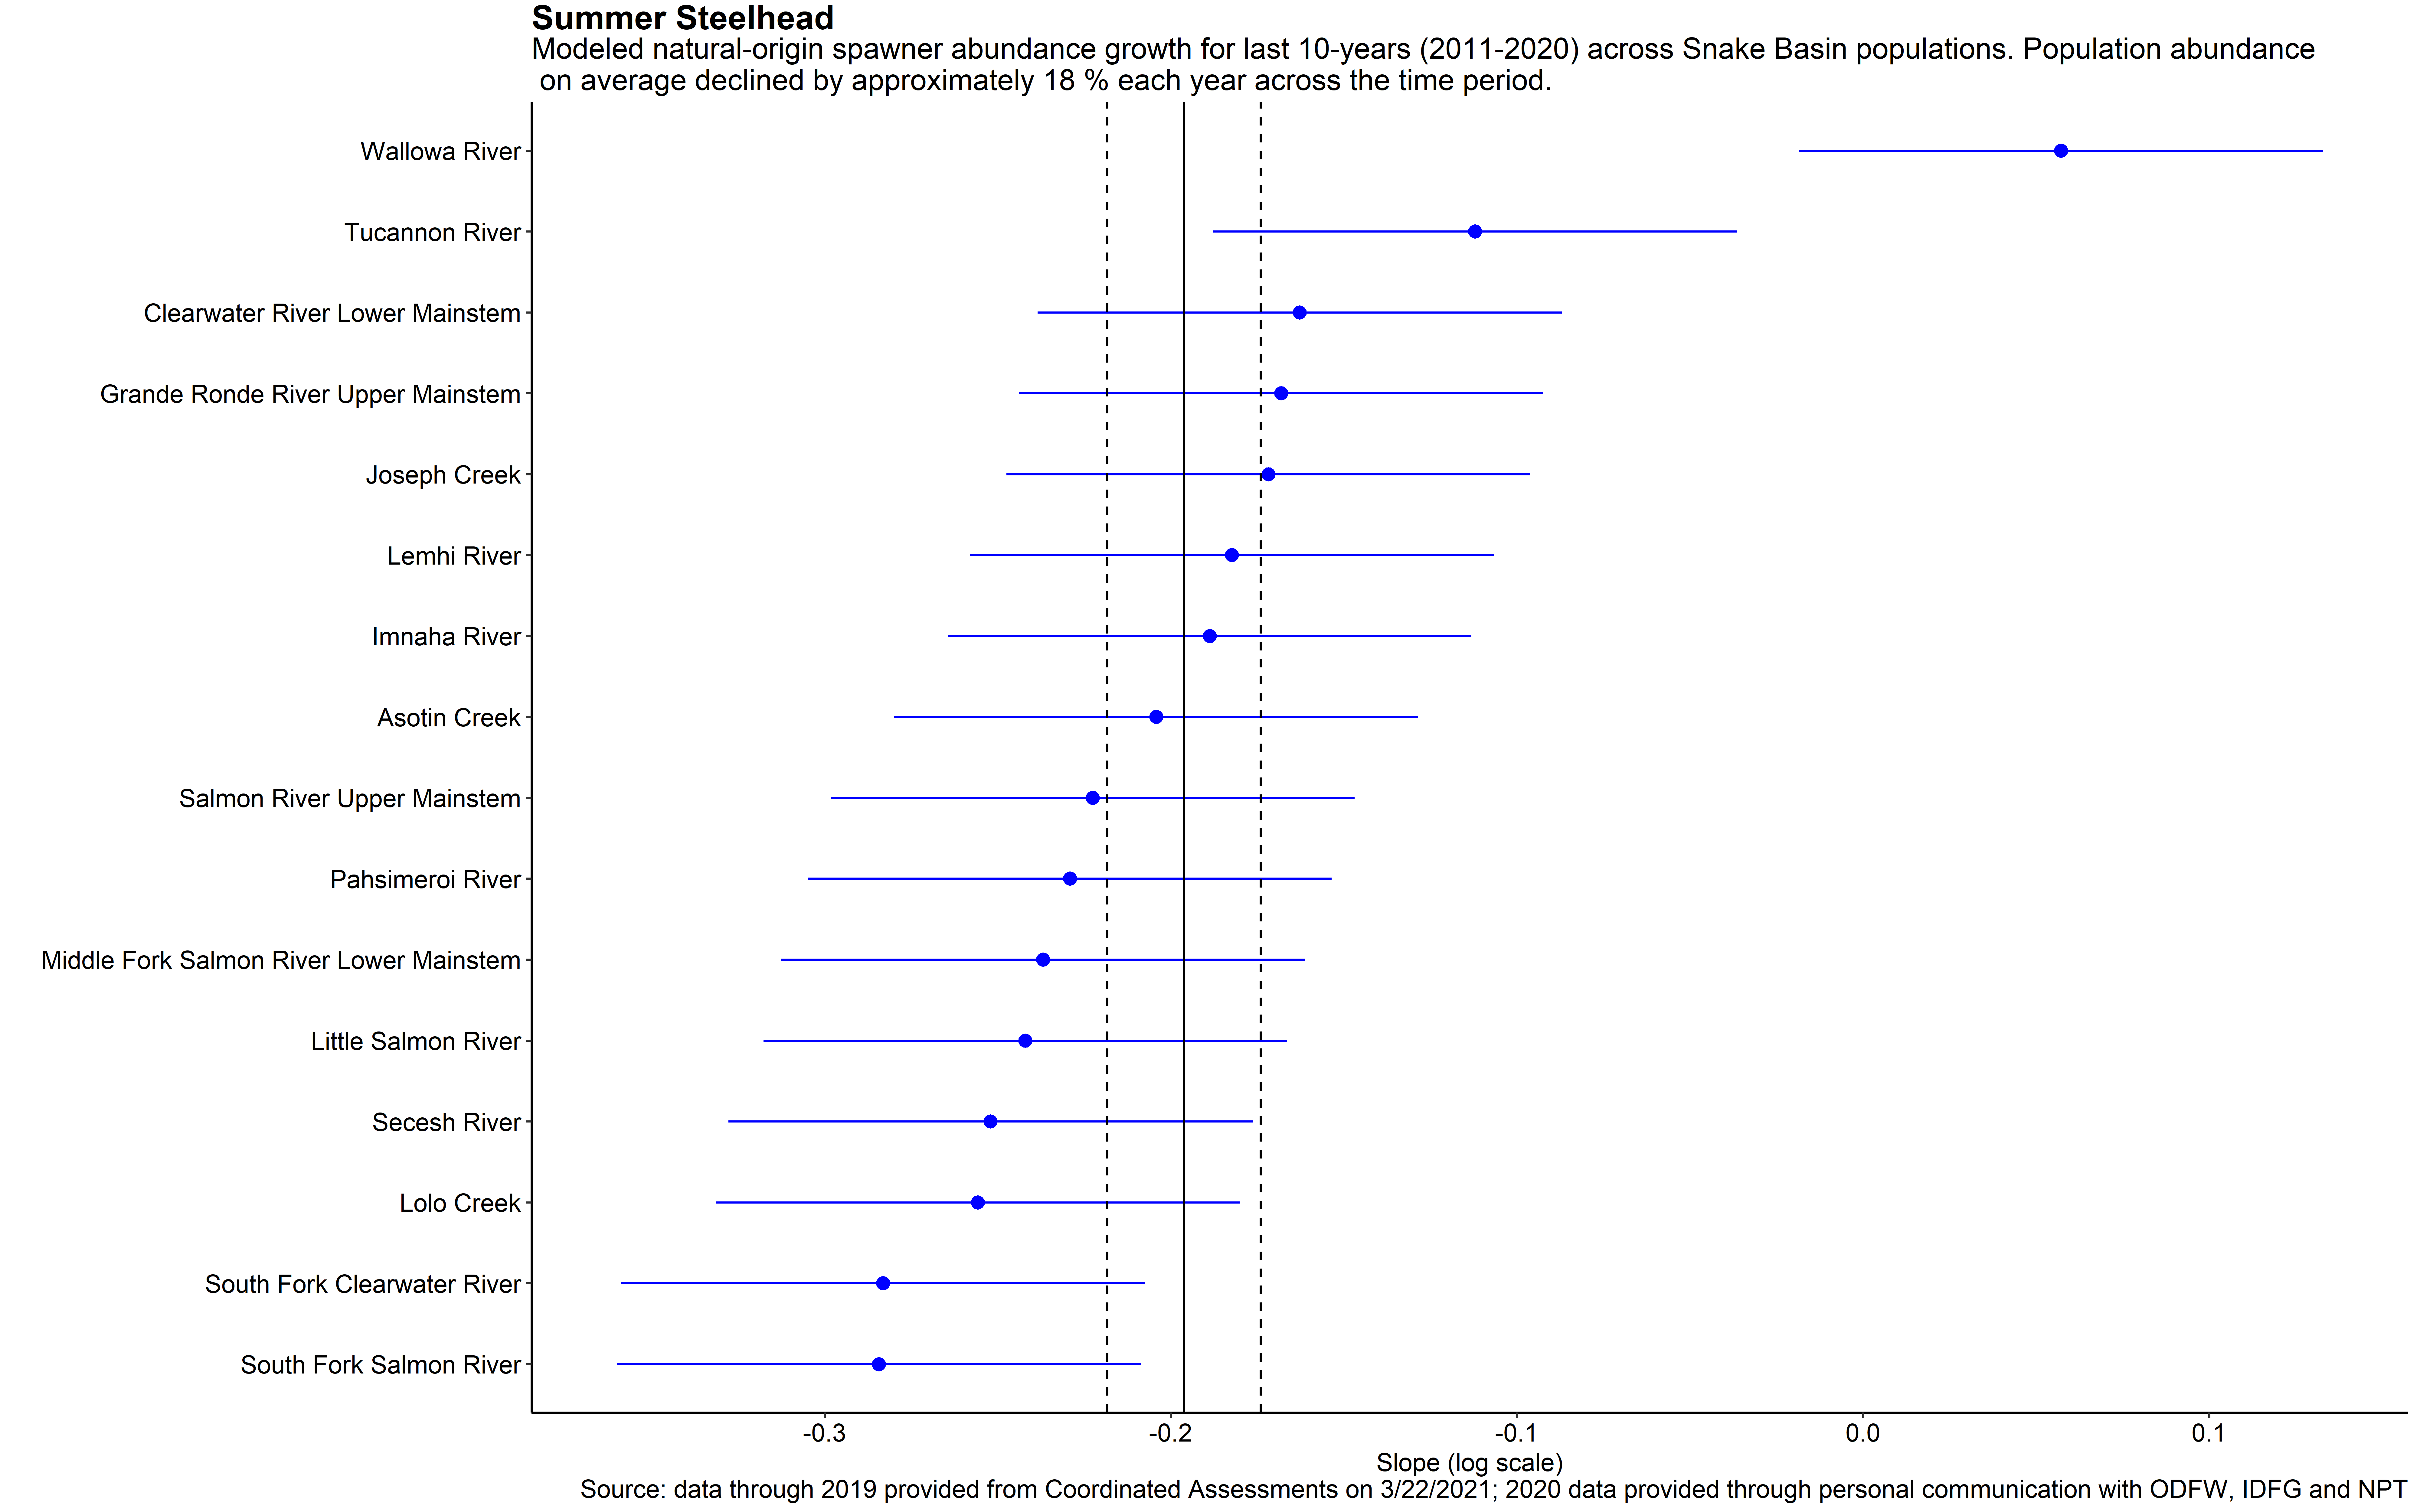 Summer Steelhead
Modeled natural-origin spawner abundance growth for last 10-years (2011-2020) across Snake Basin populations. Population abundance
on average declined by approximately 18 % each year across the time period.
Wallowa River
Tucannon River
Clearwater River Lower Mainstem
Grande Ronde River Upper Mainstem
Joseph Creek
Lemhi River
Imnaha River
Asotin Creek
Salmon River Upper Mainstem
Pahsimeroi River
Middle Fork Salmon River Lower Mainstem
Little Salmon River
Secesh River
Lolo Creek
South Fork Clearwater River
South Fork Salmon River
-0.3 -0.2 -0.1 0.0 0.1
Slope (log scale)
Source: data through 2019 provided from Coordinated Assessments on 3/22/2021; 2020 data provided through personal communication with ODFW, IDFG and NPT